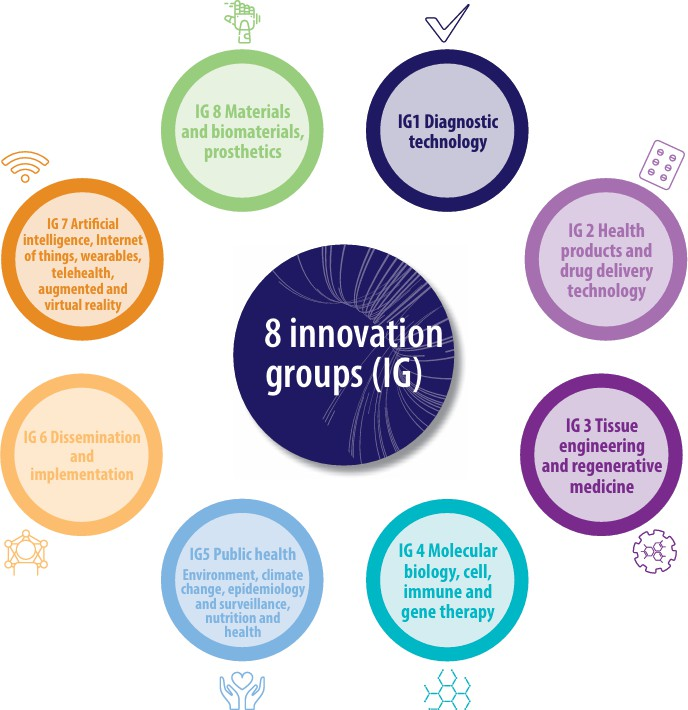 8 innovation
groups (IG)
IG1 Diagnostic
technology
IG 2 Health
products and
drug delivery
technology
IG 3 Tissue
engineering
and regenerative
medicine
IG 4 Molecular
biology, cell,
immune and
gene therapy
IG5 Public health
Environment, climate
change, epidemiology
and surveillance,
nutrition and
health
IG 6 Dissemination
and
implementation
IG 7 Artificial
intelligence, Internet
of things, wearables,
telehealth,
augmented and
virtual reality
IG 8 Materials
and biomaterials,
prosthetics